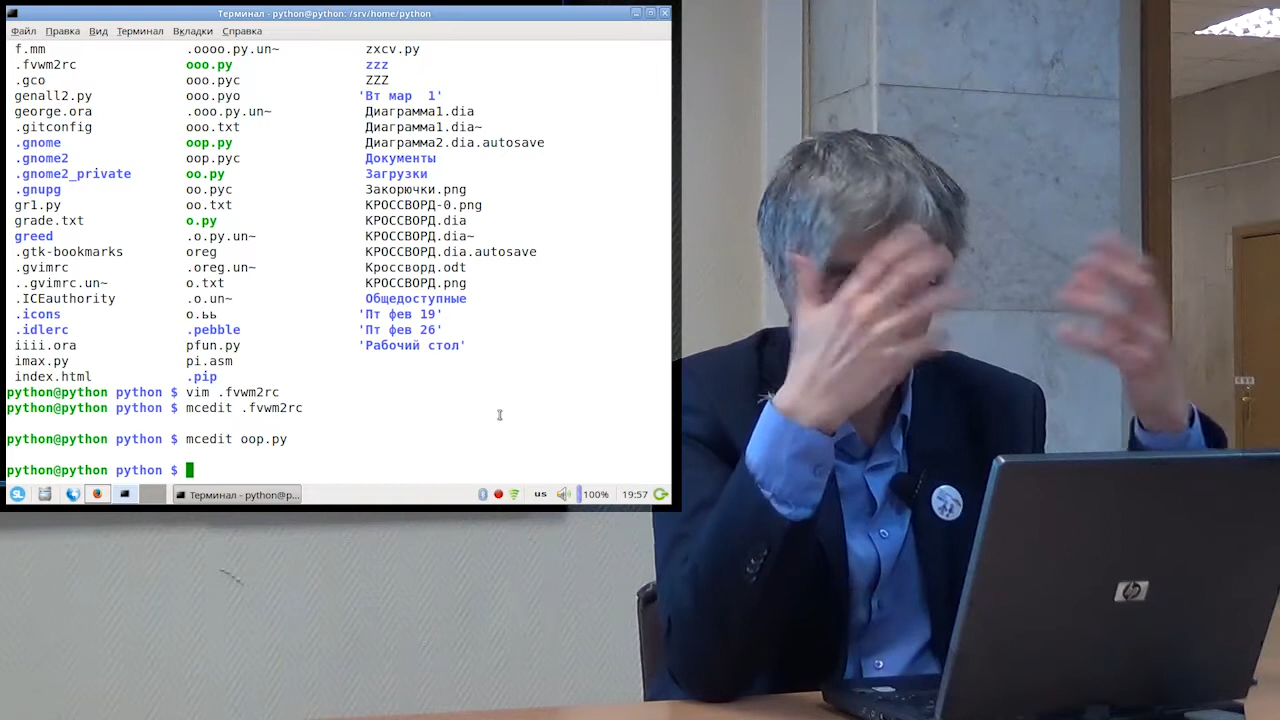 Терминал - python@python: /srv/home/python
Файл Правка Вид Терминал Вкладки Справка
f.mm .oooo.py.un~ zxcv.py
.fvwm2rc ooo.py zzz
.gco ooo.pyc ZZZ
genall2.py ooo.pyo 'Вт мар  1'
george.ora .ooo.py.un~ Диаграмма1.dia
.gitconfig ooo.txt Диаграмма1.dia~
.gnome oop.py Диаграмма2.dia.autosave
.gnome2 oop.pyc Документы
.gnome2_private oo.py Загрузки
.gnupg oo.pyc Закорючки.png
gr1.py oo.txt КРОССВОРД-0.png
grade.txt o.py КРОССВОРД.dia
greed .o.py.un~ КРОССВОРД.dia~
.gtk-bookmarks oreg КРОССВОРД.dia.autosave
.gvimrc .oreg.un~ Кроссворд.odt
..gvimrc.un~ o.txt КРОССВОРД.png
.ICEauthority .o.un~ Общедоступные
.icons o.ьь 'Пт фев 19'
.idlerc .pebble 'Пт фев 26'
iiii.ora pfun.py 'Рабочий стол'
imax.py pi.asm
index.html .pip
python@python python $ vim .fvwm2rc
python@python python $ mcedit .fvwm2rc
python@python python $ mcedit oop.py
python@python python $
Терминал - python@p... us 100% 19:57
hp